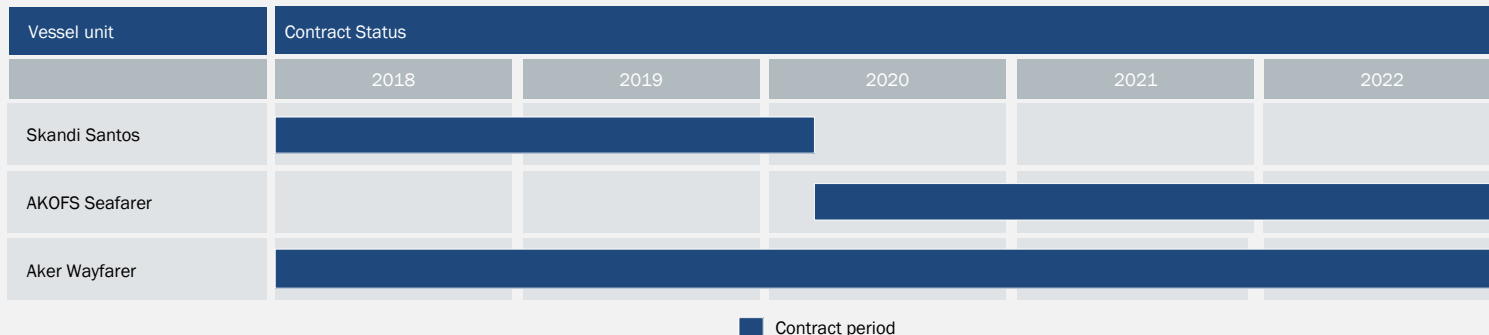 Vessel unit Contract Status
2018 2019 2020 2021 2022
Skandi Santos
AKOFS Seafarer
Aker Wayfarer
Contract period